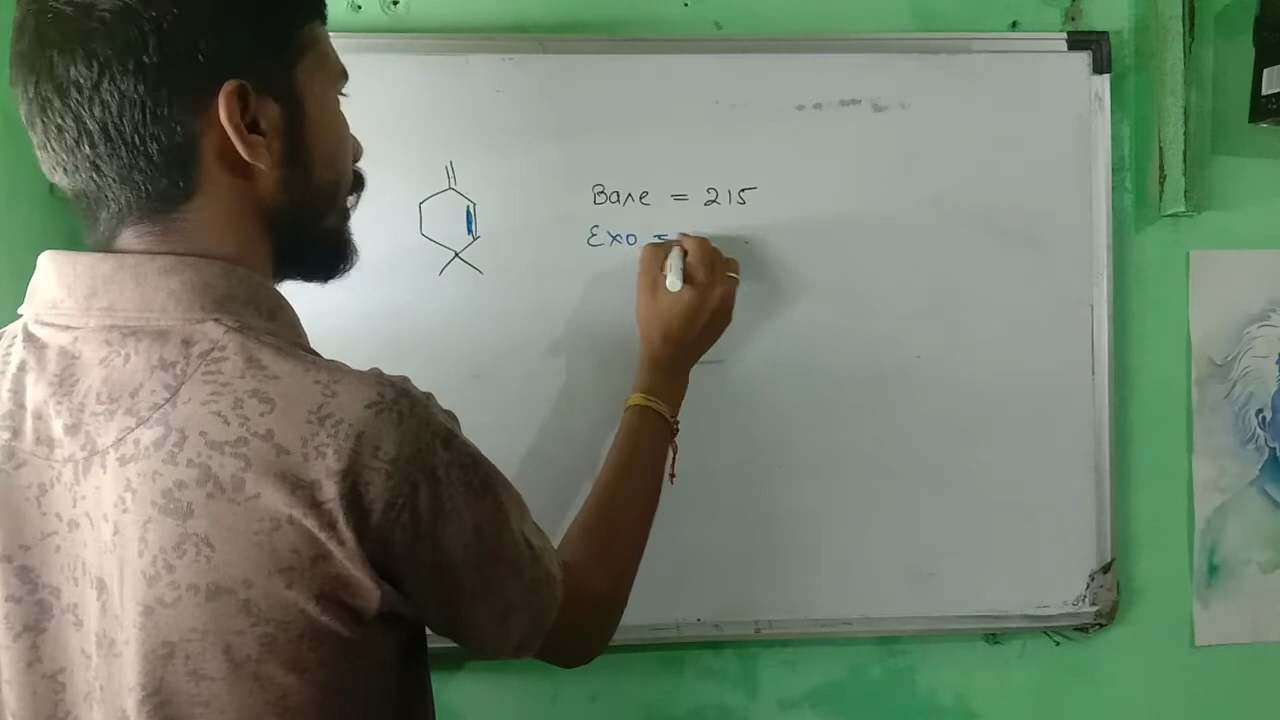 Base = 215
Exo =